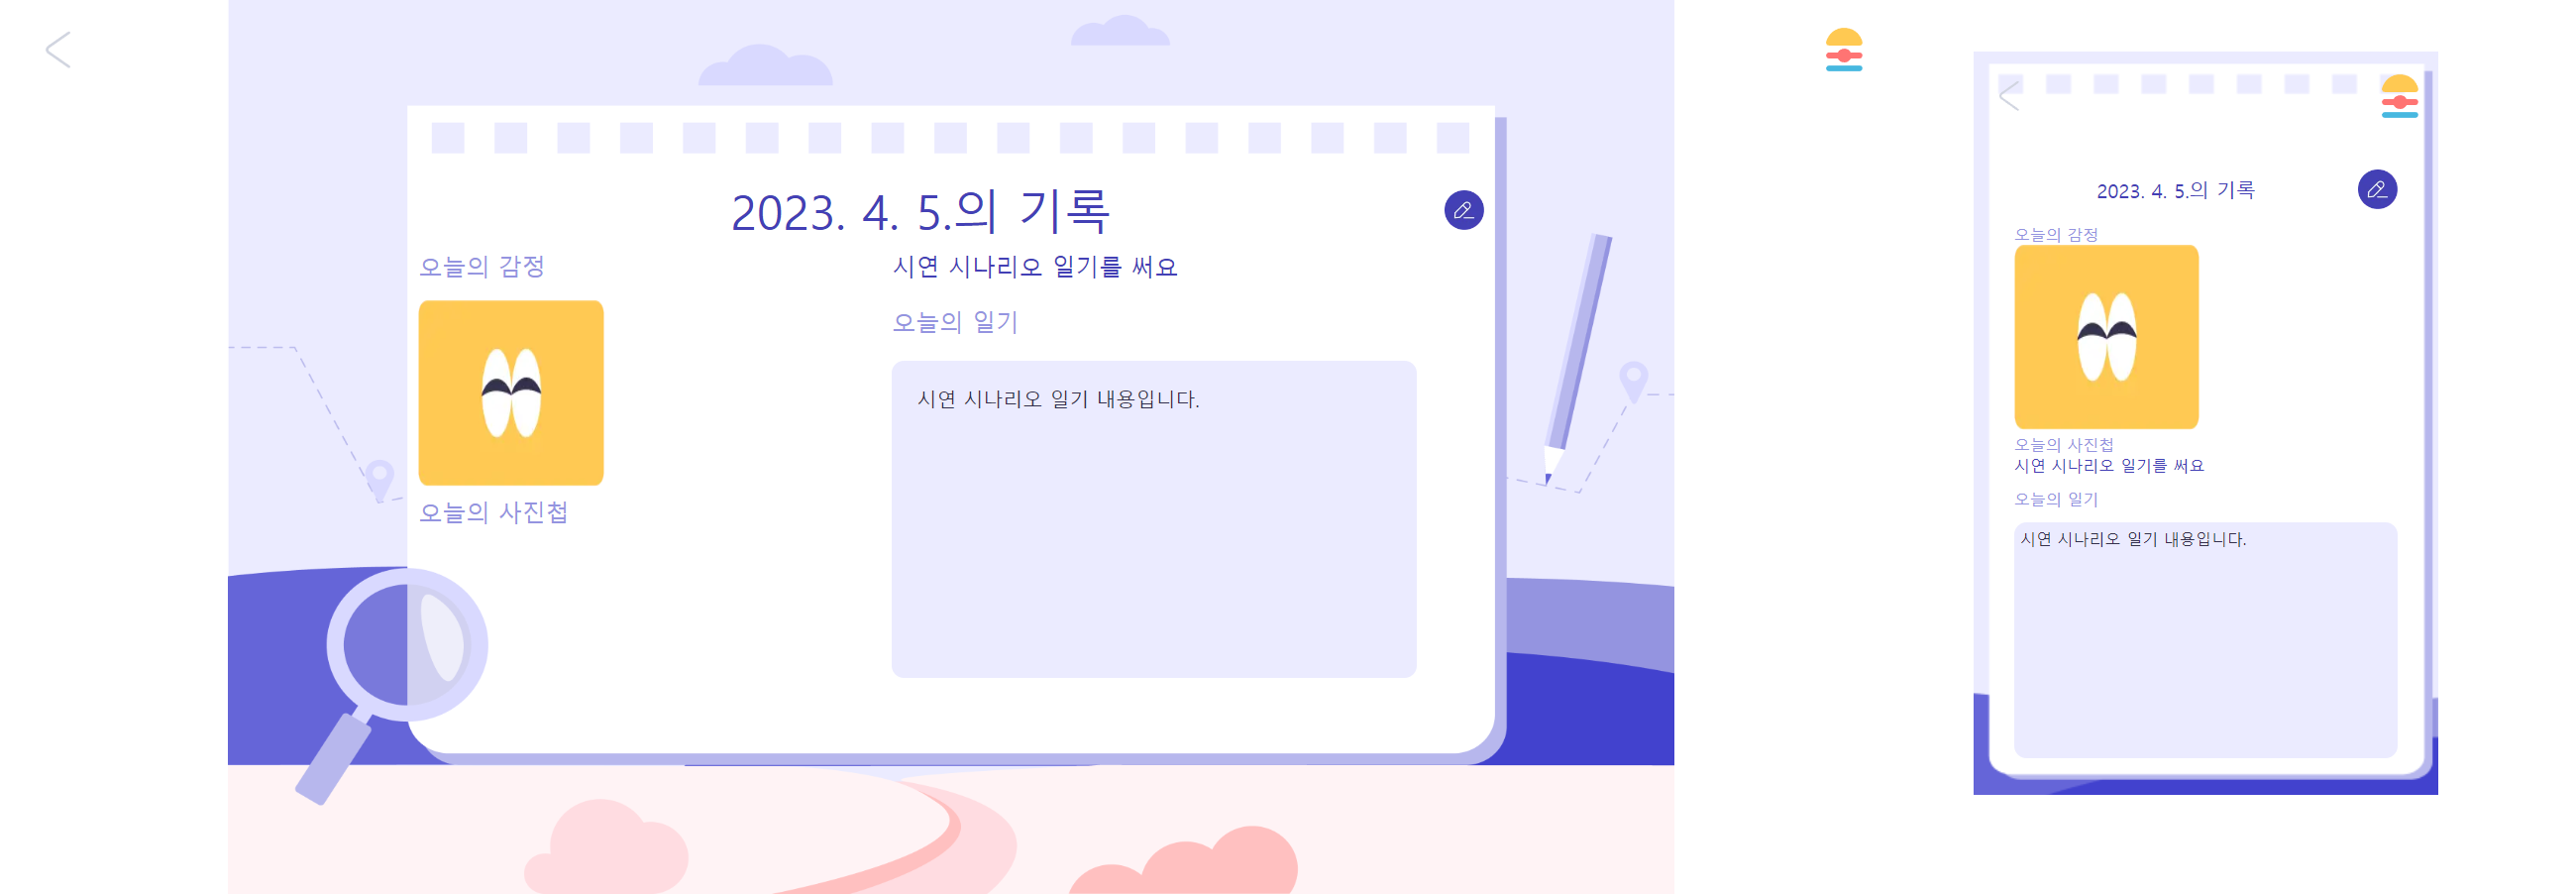 2023. 4. 5.의 기록
오늘의 감정
오늘의 사진첩
시연 시나리오 일기를 써요
오늘의 일기
시연 시나리오 일기 내용입니다.
2023. 4. 5.의 기록
오늘의 감정
오늘의 사진첩
시연 시나리오 일기를 써요
오늘의 일기
시연 시나리오 일기 내용입니다.